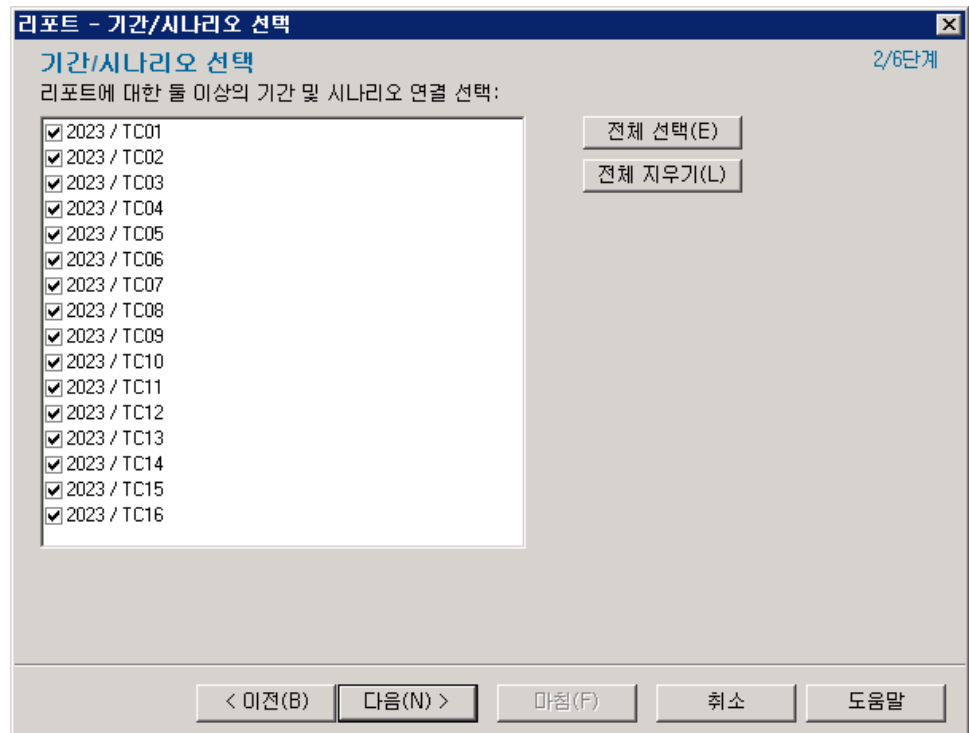 리포트 - 기간/시나리오 선택
기간/시나리오 선택
2/6단계
리포트에 대한 둘 이상의 기간 및 시나리오 연결 선택:
2023 / TC01
2023 / TC02
2023 / TC03
2023 / TC04
2023 / TC05
2023 / TC06
2023 / TC07
2023 / TC08
2023 / TC09
2023 / TC10
2023 / TC11
2023 / TC12
2023 / TC13
2023 / TC14
2023 / TC15
2023 / TC16
전체 선택(E)
전체 지우기(L)
< 이전(B)
다음(N) >
마침(F)
취소
도움말